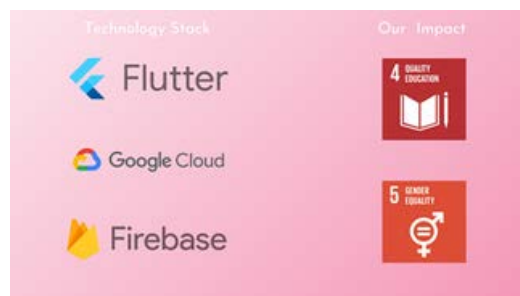 Technology Stack
Our Impact
Flutter
4 QUALITY
EDUCATION
Google Cloud
5 GENDER
EQUALITY
Firebase